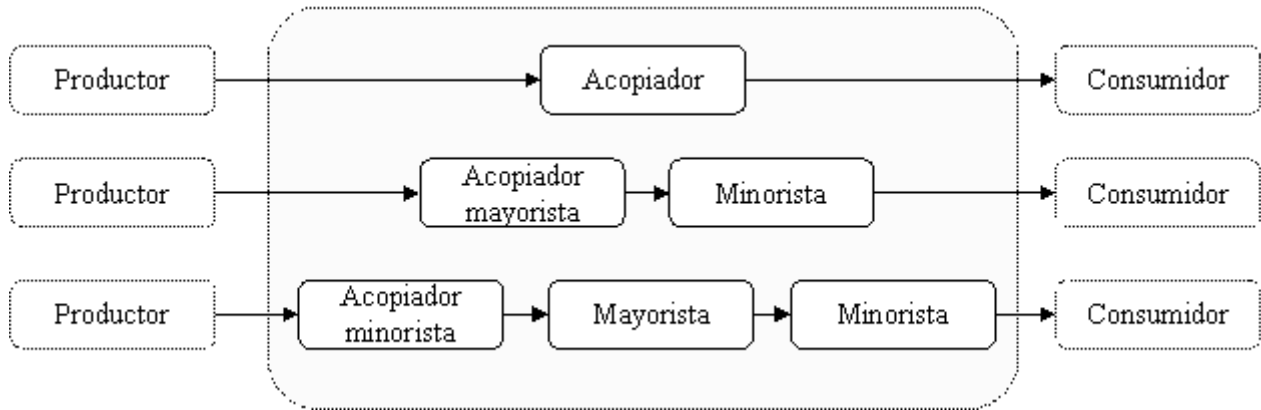 Productor
Acopiador
Consumidor
Productor
Acopiador
mayorista
Minorista
Consumidor
Productor
Acopiador
minorista
Mayorista
Minorista
Consumidor